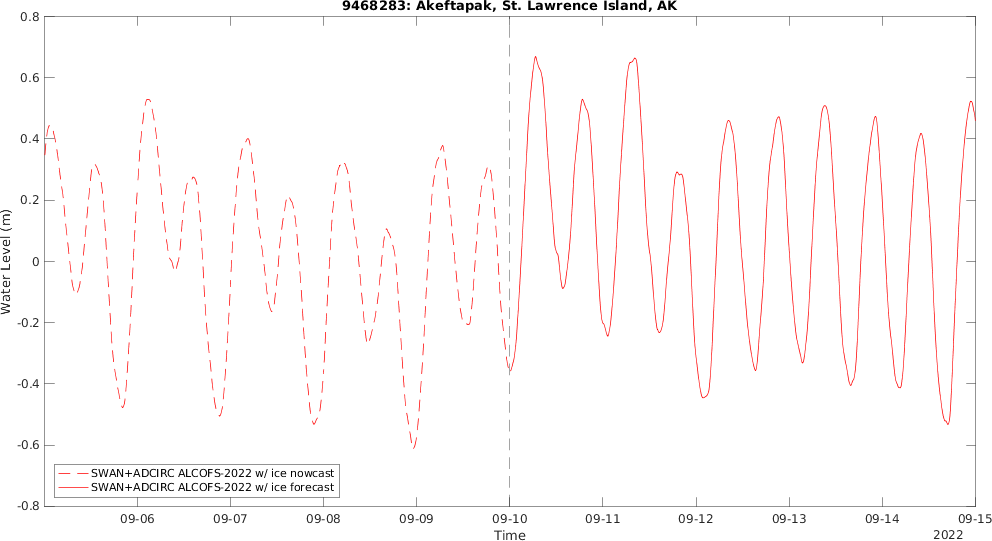 9468283: Akeftapak, St. Lawrence Island, AK
0.8
0.6
0.4
0.2
0
-0.2
-0.4
-0.6
-0.8
Water Level (m)
SWAN+ADCIRC ALCOFS-2022 w/ ice nowcast
SWAN+ADCIRC ALCOFS-2022 w/ ice forecast
09-06 09-07 09-08 09-09 09-10 09-11 09-12 09-13 09-14 09-15
Time
2022